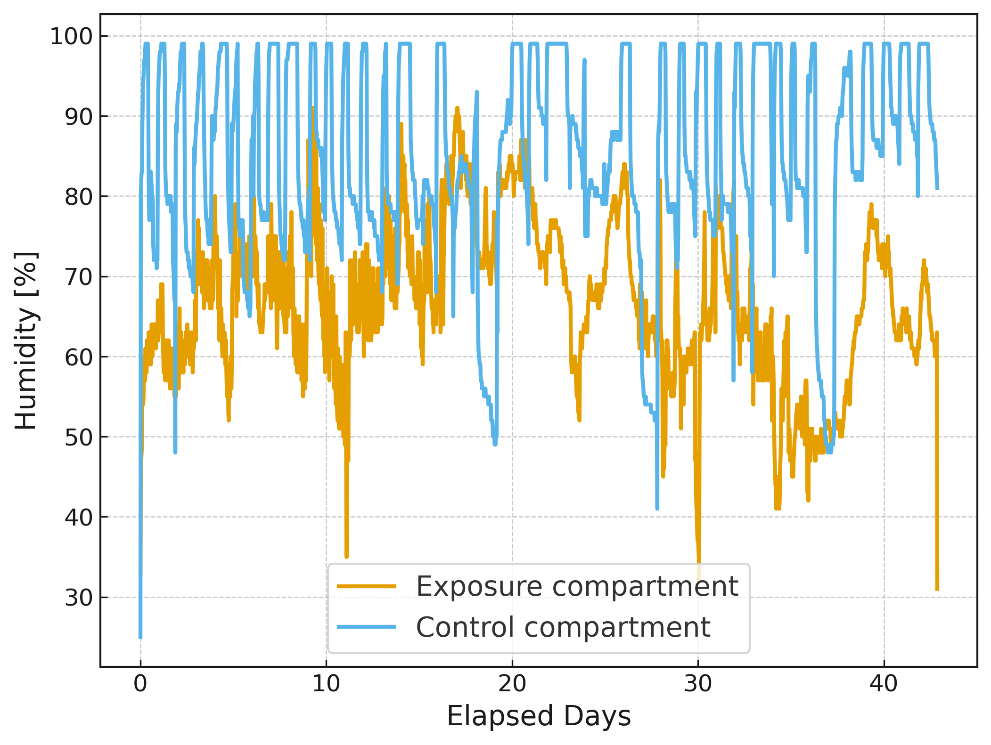 100
90
80
70
60
50
40
30
Humidity [%]
Exposure compartment
Control compartment
0 10 20 30 40
Elapsed Days